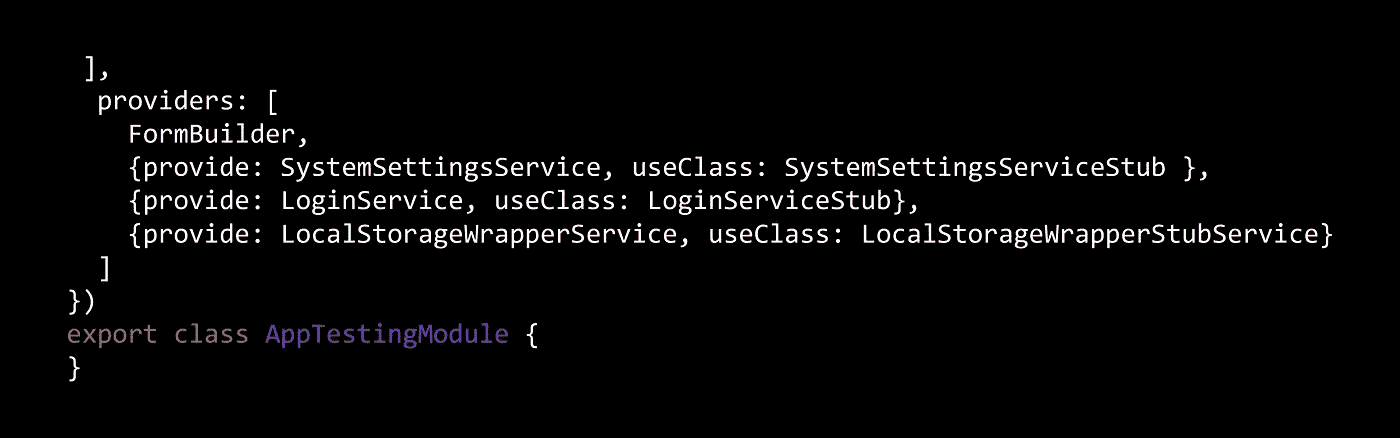 ],
providers: [
FormBuilder,
{provide: SystemSettingsService, useClass: SystemSettingsServiceStub },
{provide: LoginService, useClass: LoginServiceStub},
{provide: LocalStorageWrapperService, useClass: LocalStorageWrapperStubService}
]
})
export class AppTestingModule {
}